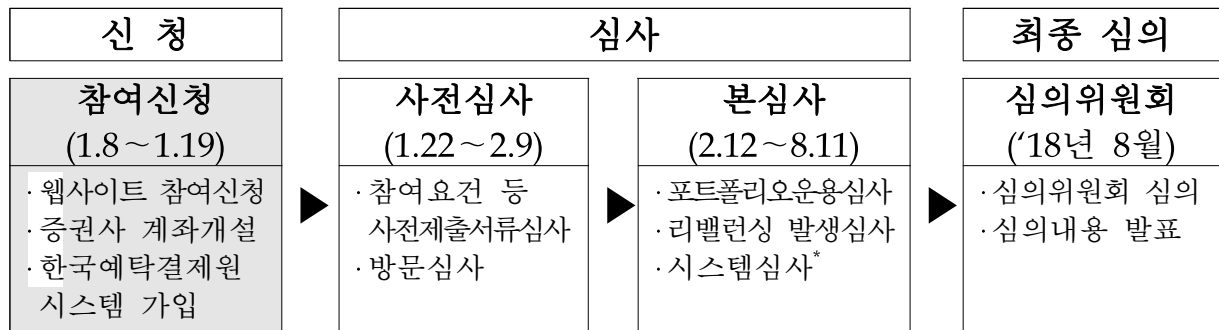 신 청
심사
최종 심의
참여신청
(1.8～1.19)
· 웹사이트 참여신청
· 증권사 계좌개설
· 한국예탁결제원
시스템 가입
사전심사
(1.22～2.9)
· 참여요건 등
사전제출서류심사
· 방문심사
본심사
(2.12～8.11)
· 포트폴리오운용심사
· 리밸런싱 발생심사
· 시스템심사*
심의위원회
(‘18년 8월)
· 심의위원회 심의
· 심의내용 발표